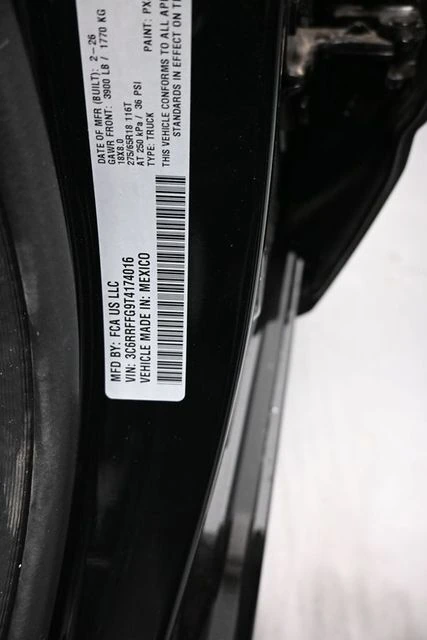 MFD BY: FCA US LLC
VIN: 3C6RRFFG9T4174016
VEHICLE MADE IN: MEXICO
DATE OF MFR (BUILT): 2-26
GAWR FRONT: 3900 LB / 1770 KG
18X8.0
275/65R18 116T
AT 250 kPa / 36 PSI
TYPE: TRUCK
PAINT: PX
THIS VEHICLE CONFORMS TO ALL
STANDARDS IN EFFECT ON